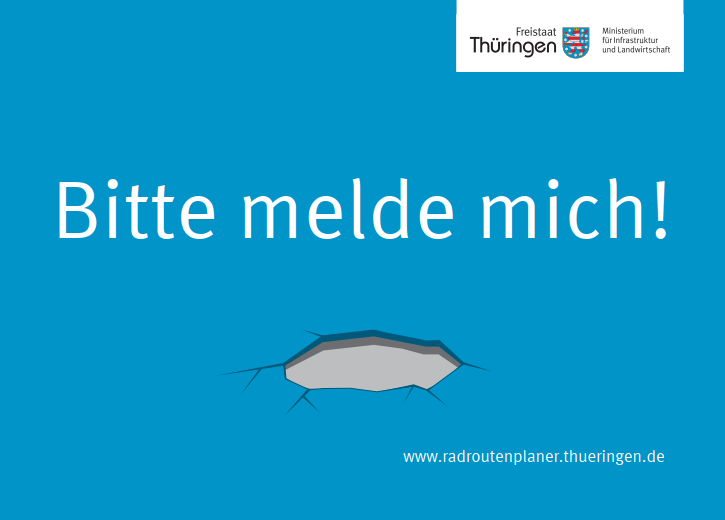 Freistaat
Thüringen
Ministerium
für Infrastruktur
und Landwirtschaft
Bitte melde mich!
www.radroutenplaner.thueringen.de